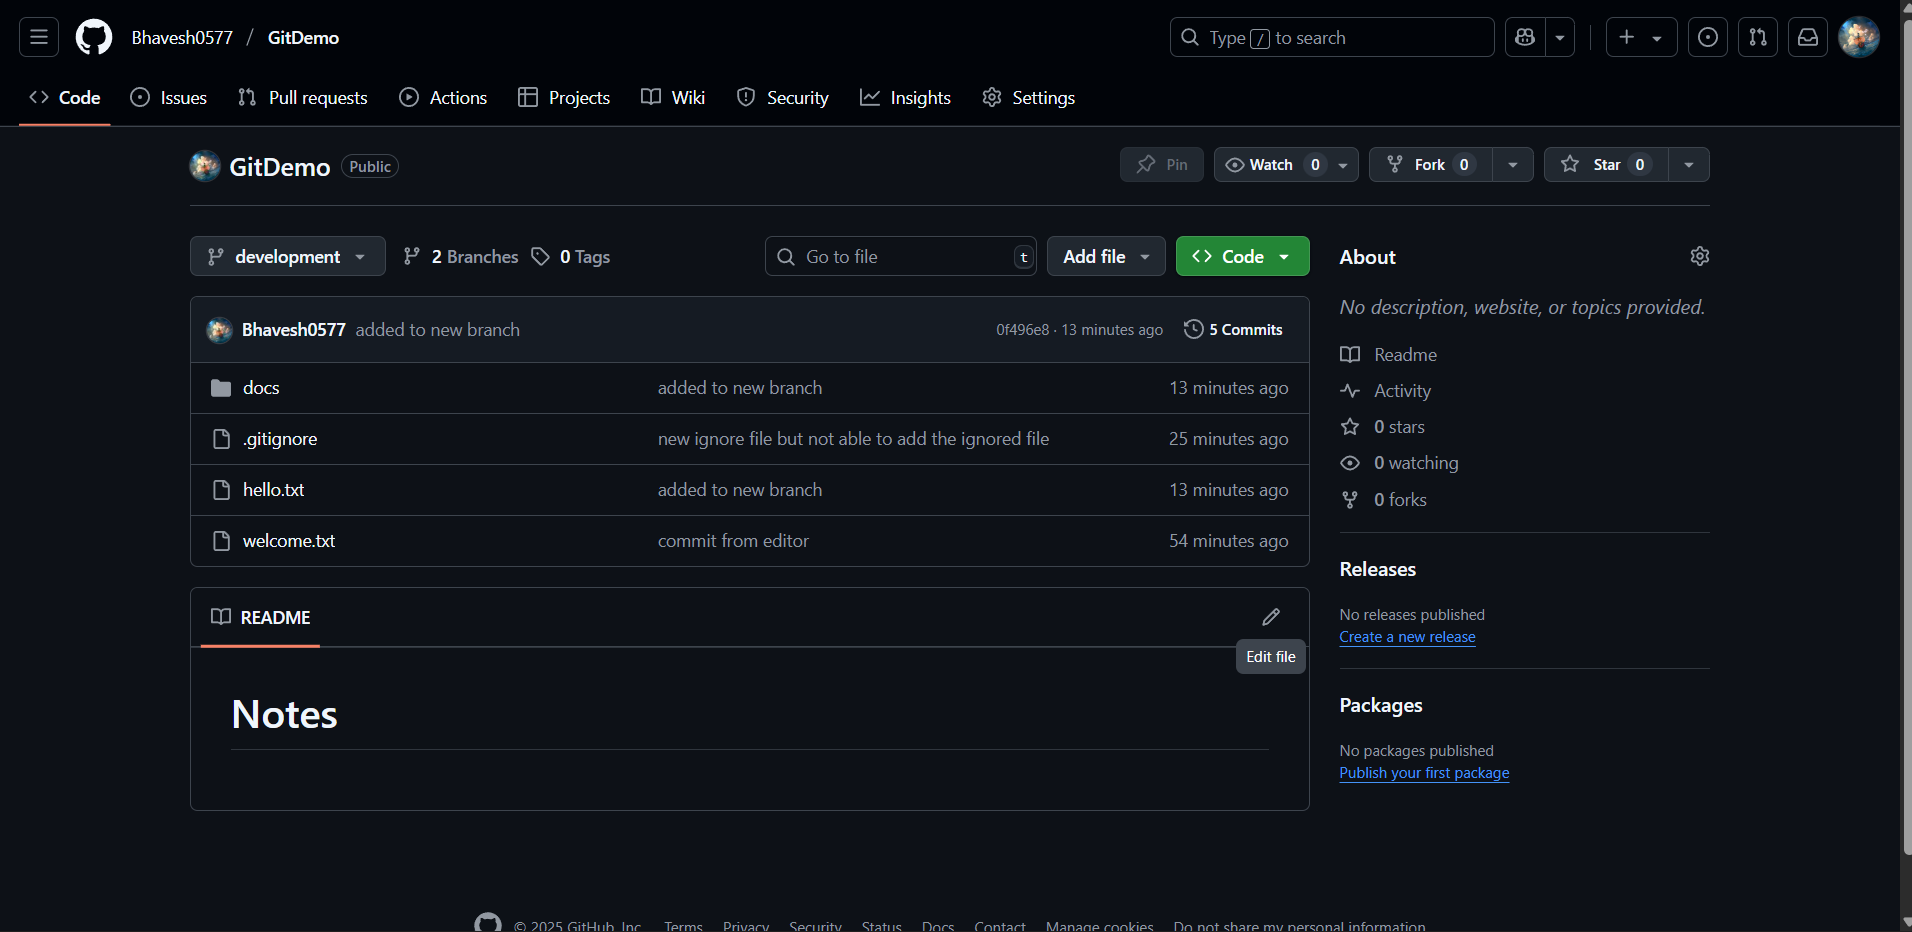 Bhavesh0577 / GitDemo
Type / to search
Code Issues Pull requests Actions Projects Wiki Security Insights Settings
GitDemo Public
Pin Watch 0 Fork 0 Star 0
development 2 Branches 0 Tags
Go to file t Add file Code
Bhavesh0577 added to new branch 0f496e8 · 13 minutes ago 5 Commits
docs added to new branch 13 minutes ago
.gitignore new ignore file but not able to add the ignored file 25 minutes ago
hello.txt added to new branch 13 minutes ago
welcome.txt commit from editor 54 minutes ago
README
Edit file
Notes
About
No description, website, or topics provided.
Readme
Activity
0 stars
0 watching
0 forks
Releases
No releases published
Create a new release
Packages
No packages published
Publish your first package
© 2025 GitHub, Inc. Terms Privacy Security Status Docs Contact Manage cookies Do not share my personal information